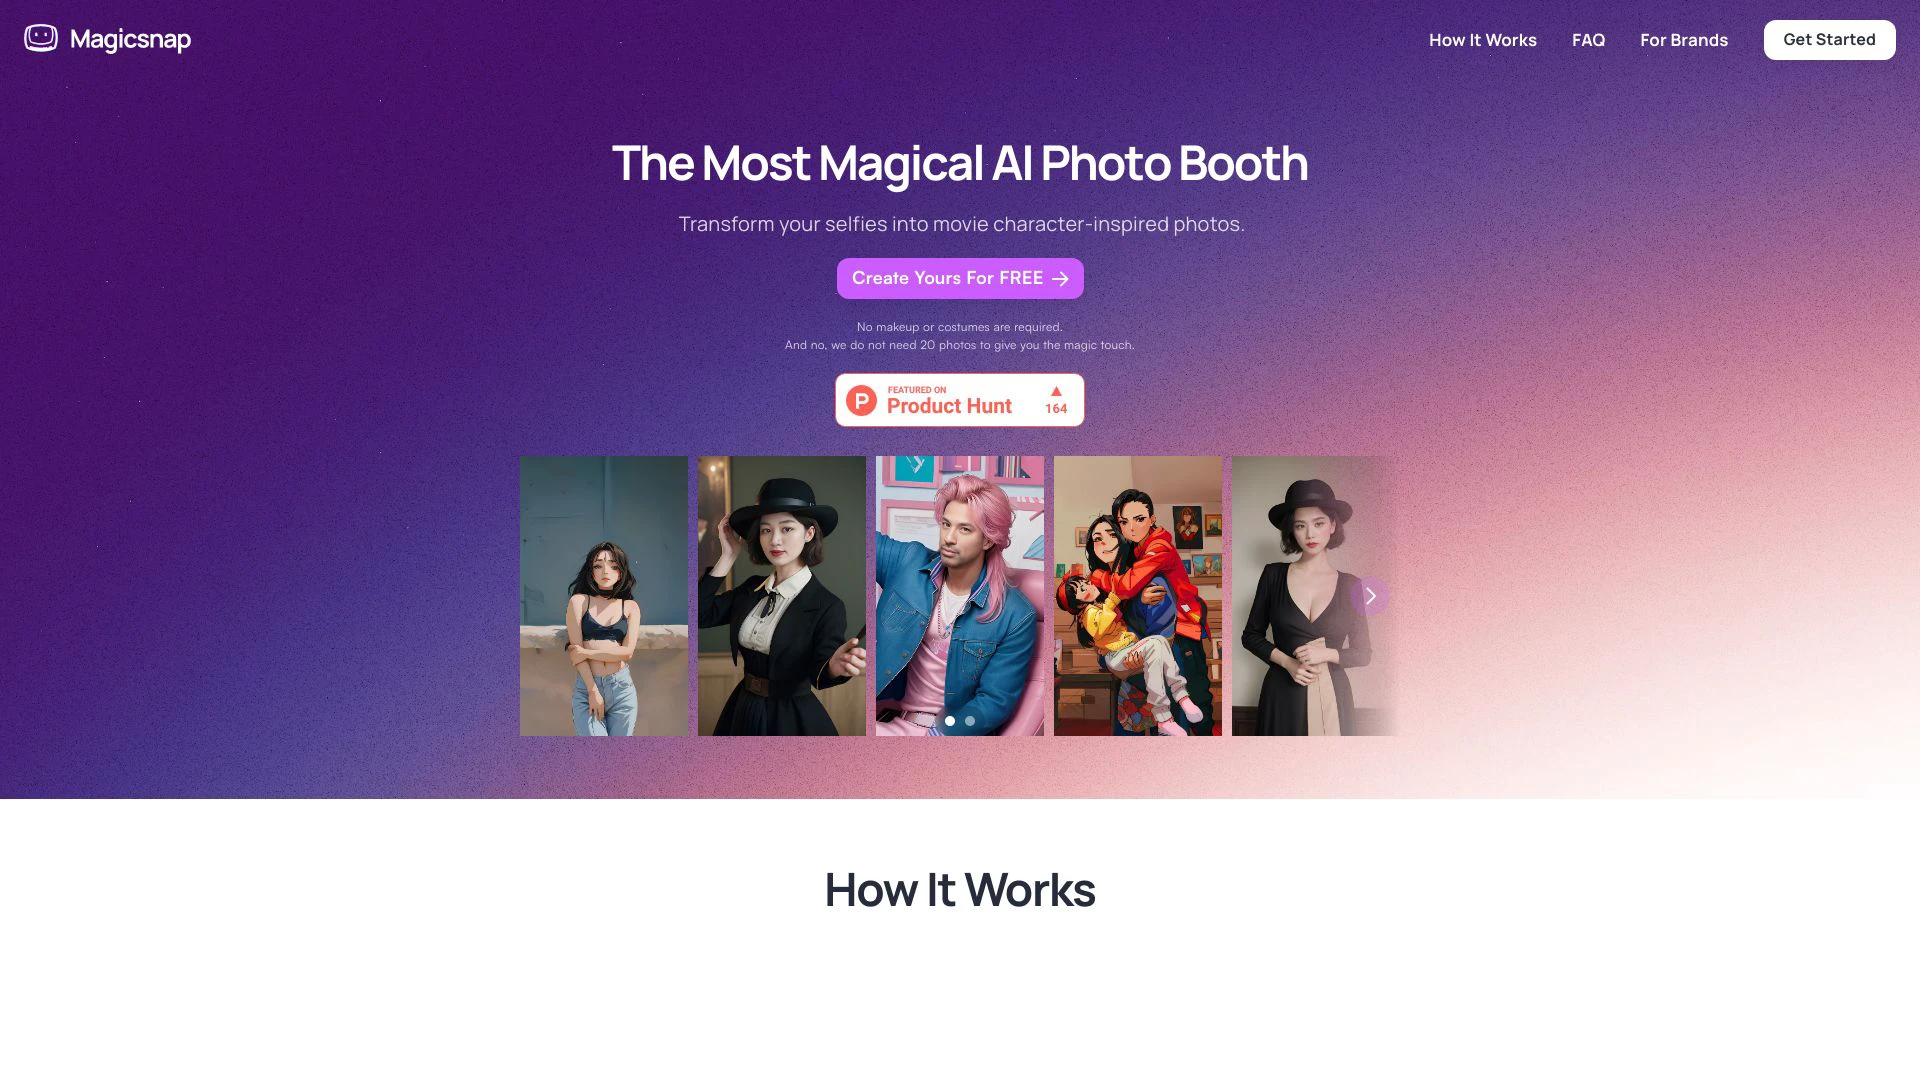 Magicsnap
How It Works
FAQ
For Brands
Get Started
The Most Magical AI Photo Booth
Transform your selfies into movie character-inspired photos.
Create Yours For FREE
No makeup or costumes are required.
And no, we do not need 20 photos to give you the magic touch.
P
FEATURED ON
Product Hunt
164
How It Works